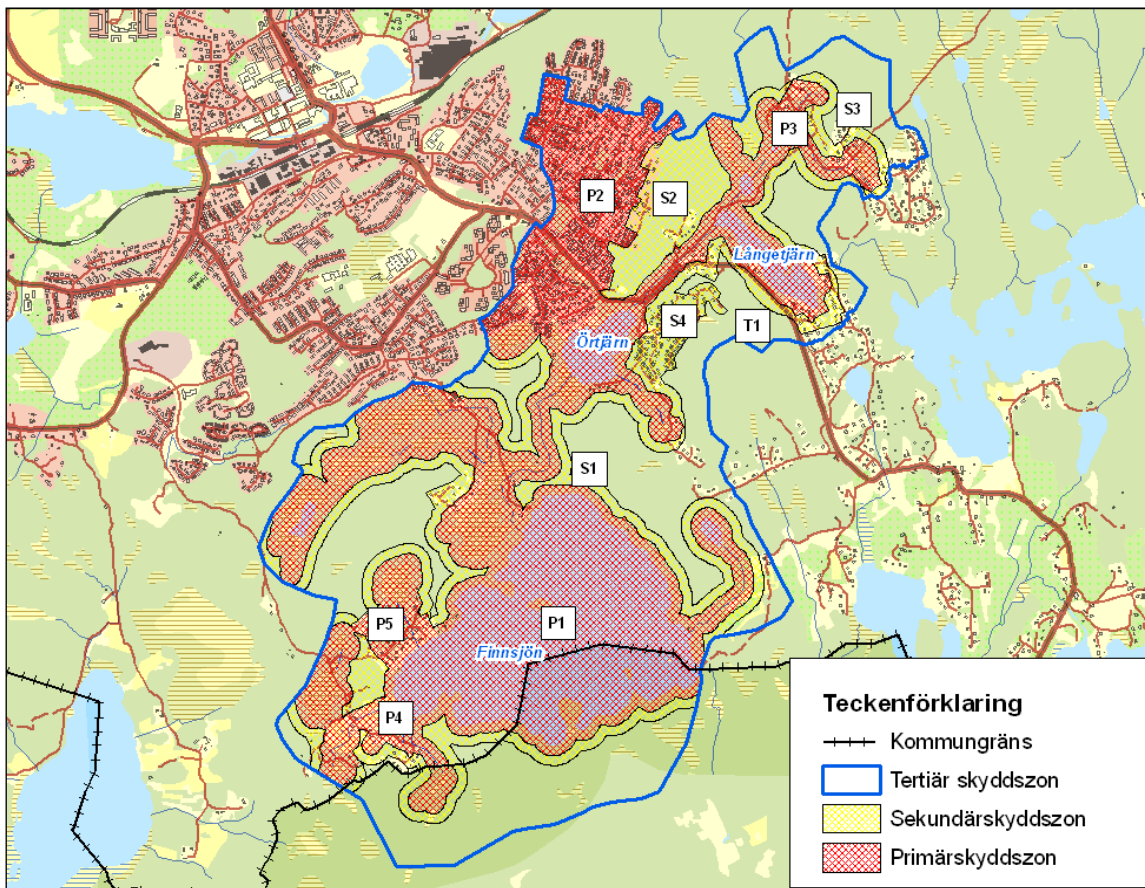 S3
P3
P2
S2
Långetjärn
S4
T1
Örtjärn
S1
P5
P1
Finnsjön
P4
Teckenförklaring
Kommungräns
Tertiär skyddszon
Sekundärskyddszon
Primärskyddszon